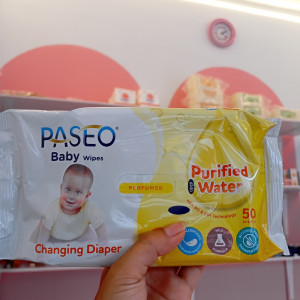 PASEO
Baby Wipes
PERFUMED
Purified
Water
50
Changing Diaper